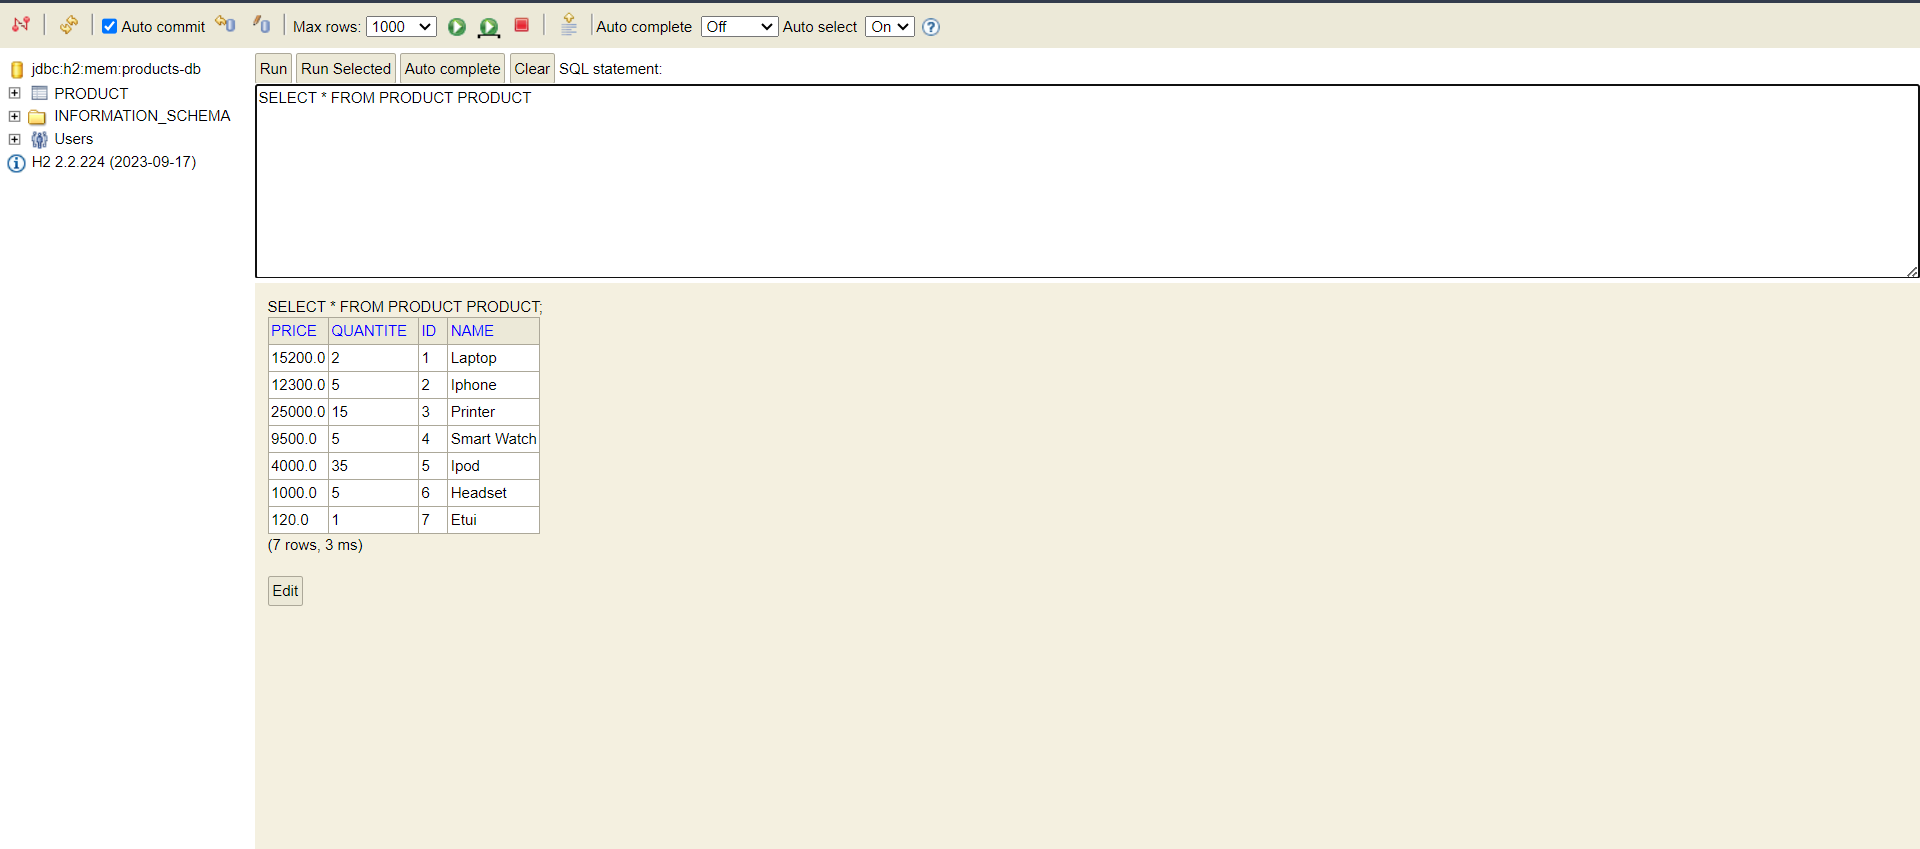 Auto commit Max rows: 1000 Auto complete Off Auto select On ?
jdbc:h2:mem:products-db
PRODUCT
INFORMATION_SCHEMA
Users
H2 2.2.224 (2023-09-17)
Run Run Selected Auto complete Clear SQL statement:
SELECT * FROM PRODUCT PRODUCT
SELECT * FROM PRODUCT PRODUCT;
PRICE QUANTITE ID NAME
15200.0 2 1 Laptop
12300.0 5 2 Iphone
25000.0 15 3 Printer
9500.0 5 4 Smart Watch
4000.0 35 5 Ipod
1000.0 5 6 Headset
120.0 1 7 Etui
(7 rows, 3 ms)
Edit